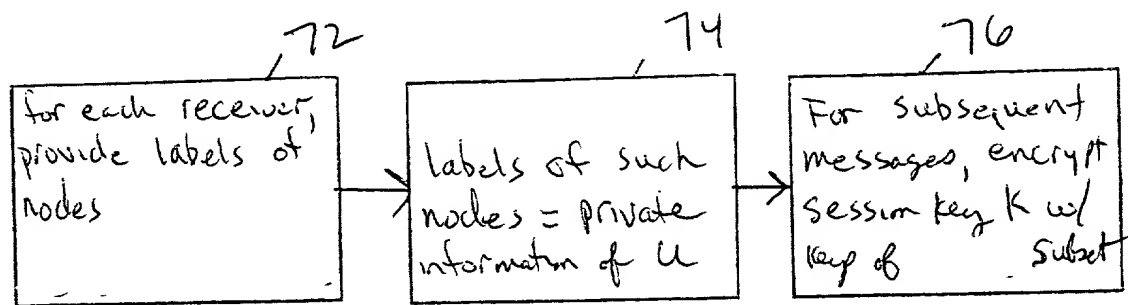 72
for each receiver,
provide labels of
nodes
74
labels of such
nodes = private
information of u
76
For subsequent
messages, encrypt
session key K w/
key of subset